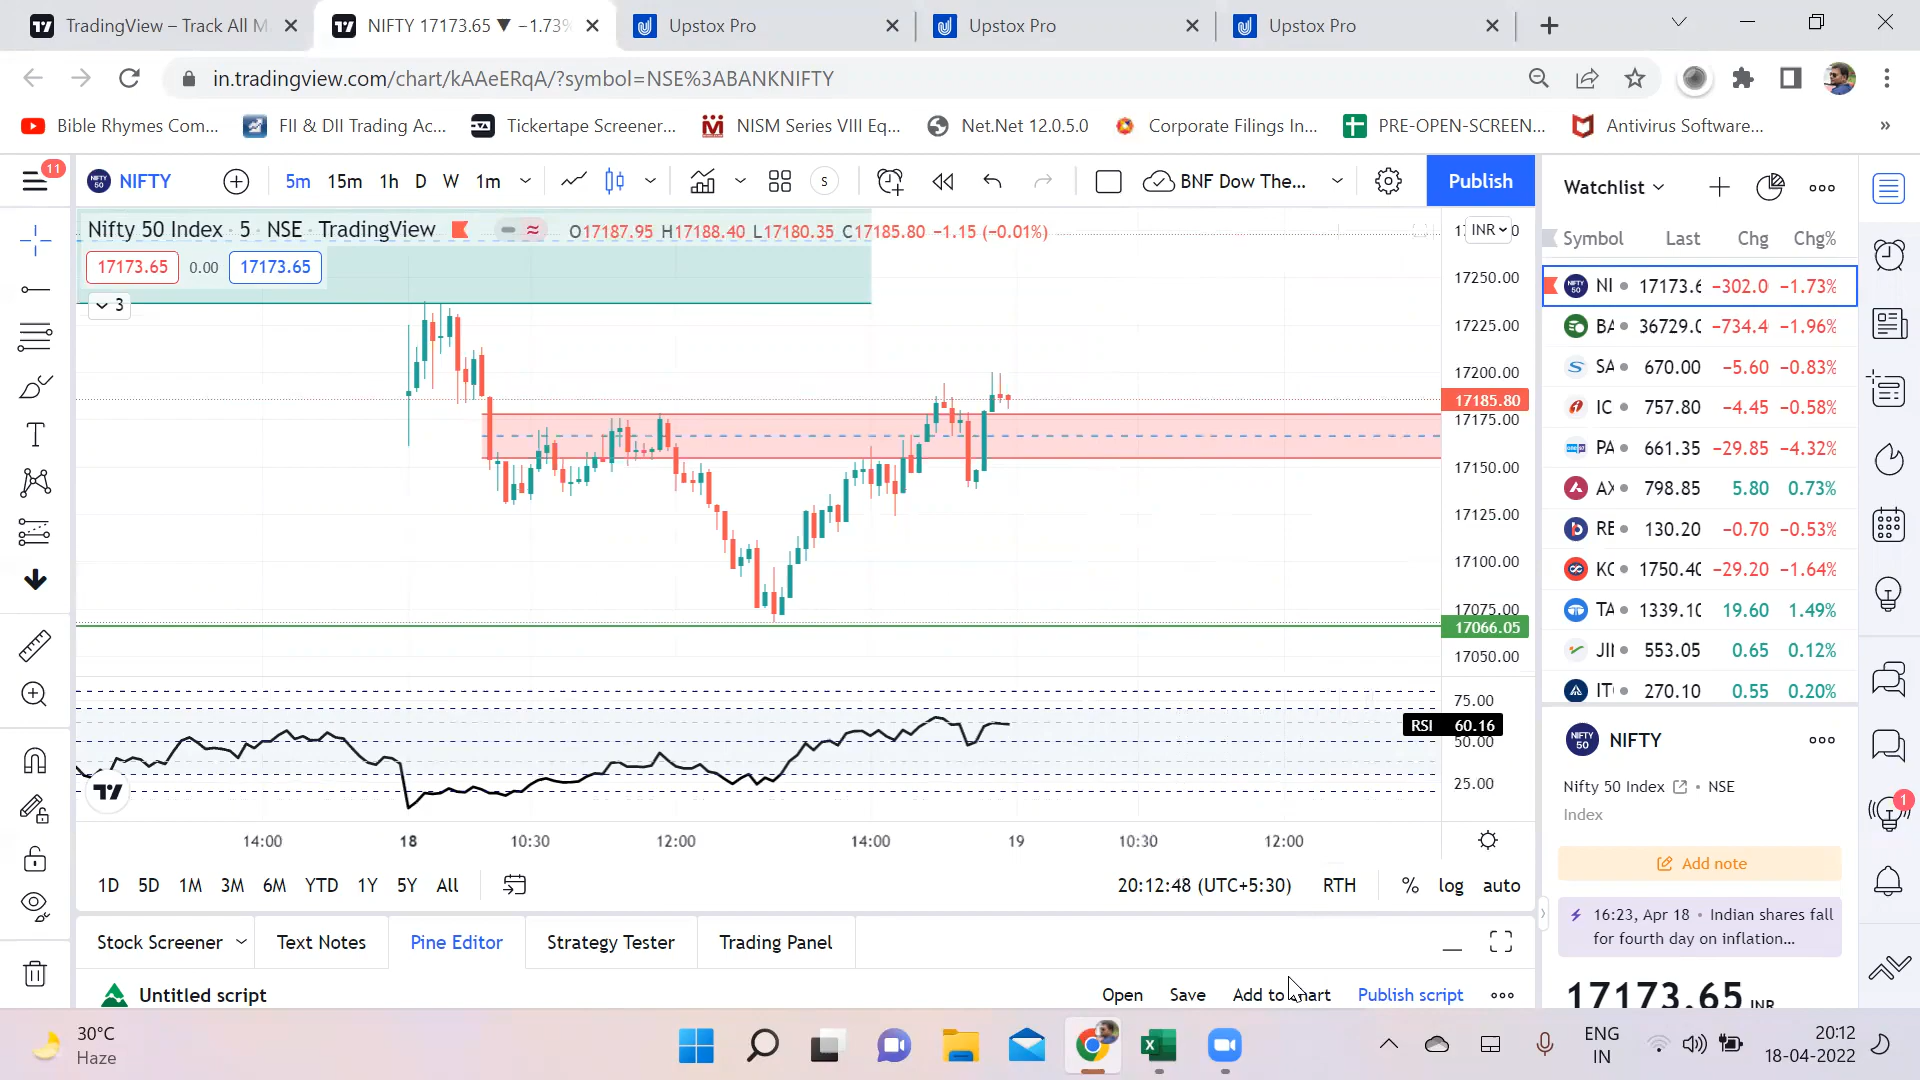 TradingView – Track All M
NIFTY 17173.65 ▼ −1.73%
Upstox Pro
Upstox Pro
Upstox Pro
in.tradingview.com/chart/kAAeERqA/?symbol=NSE%3ABANKNIFTY
Bible Rhymes Com...
FII & DII Trading Ac...
Tickertape Screener...
NISM Series VIII Eq...
Net.Net 12.0.5.0
Corporate Filings In...
PRE-OPEN-SCREEN...
Antivirus Software...
»
11
NIFTY
5m 15m 1h D W 1m
S
BNF Dow The...
Publish
Nifty 50 Index · 5 · NSE · TradingView
O17187.95 H17188.40 L17180.35 C17185.80 −1.15 (−0.01%)
17173.65 0.00 17173.65
3
INR
17250.00
17225.00
17200.00
17185.80
17175.00
17150.00
17125.00
17100.00
17075.00
17066.05
17050.00
75.00
RSI 60.16
50.00
25.00
14:00 18 10:30 12:00 14:00 19 10:30 12:00
1D 5D 1M 3M 6M YTD 1Y 5Y All
20:12:48 (UTC+5:30) RTH % log auto
Stock Screener Text Notes Pine Editor Strategy Tester Trading Panel
Untitled script
Open Save Add to chart Publish script
Watchlist
Symbol Last Chg Chg%
NI 17173.6 −302.0 −1.73%
BA 36729.0 −734.4 −1.96%
SA 670.00 −5.60 −0.83%
IC 757.80 −4.45 −0.58%
PA 661.35 −29.85 −4.32%
AX 798.85 5.80 0.73%
RE 130.20 −0.70 −0.53%
KO 1750.40 −29.20 −1.64%
TA 1339.10 19.60 1.49%
JII 553.05 0.65 0.12%
IT 270.10 0.55 0.20%
NIFTY 50
NIFTY
Nifty 50 Index • NSE
Index
Add note
16:23, Apr 18 • Indian shares fall
for fourth day on inflation...
17173.65 INR
1
30°C
Haze
ENG
IN
20:12
18-04-2022